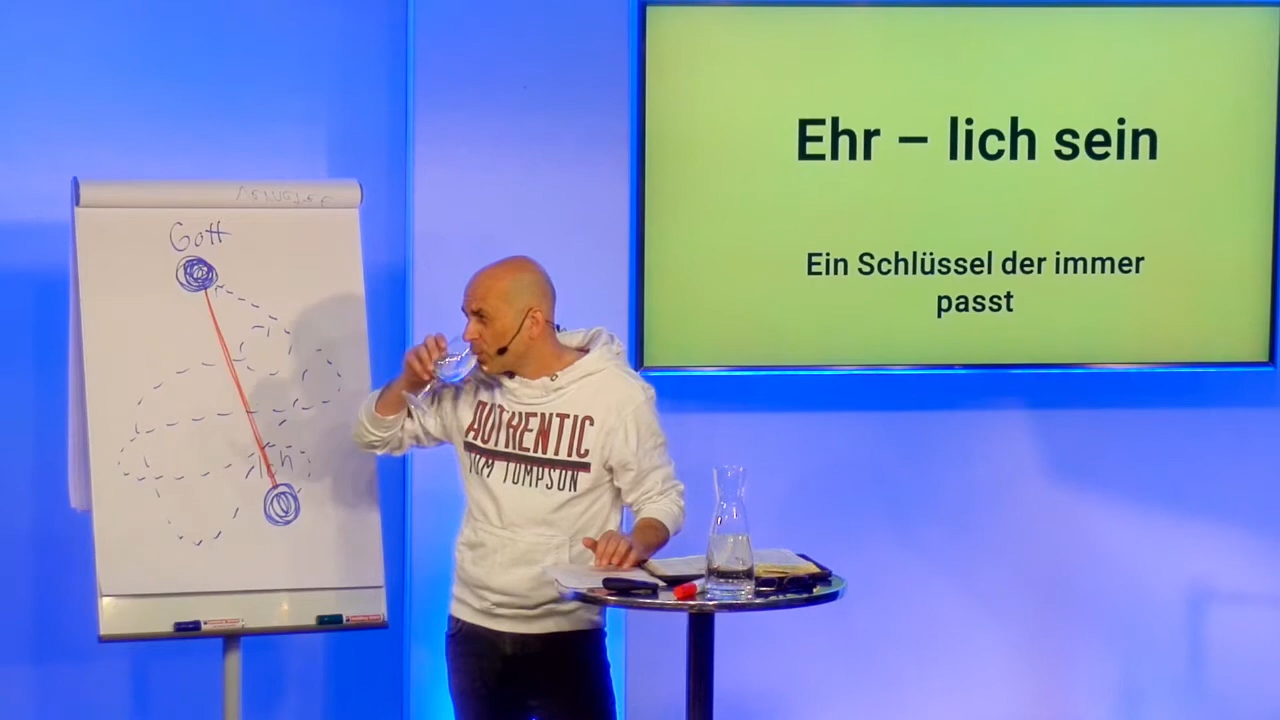 Ehr – lich sein
Ein Schlüssel der immer
passt
Gott
Ich
AUTHENTIC
TOM TOMPSON